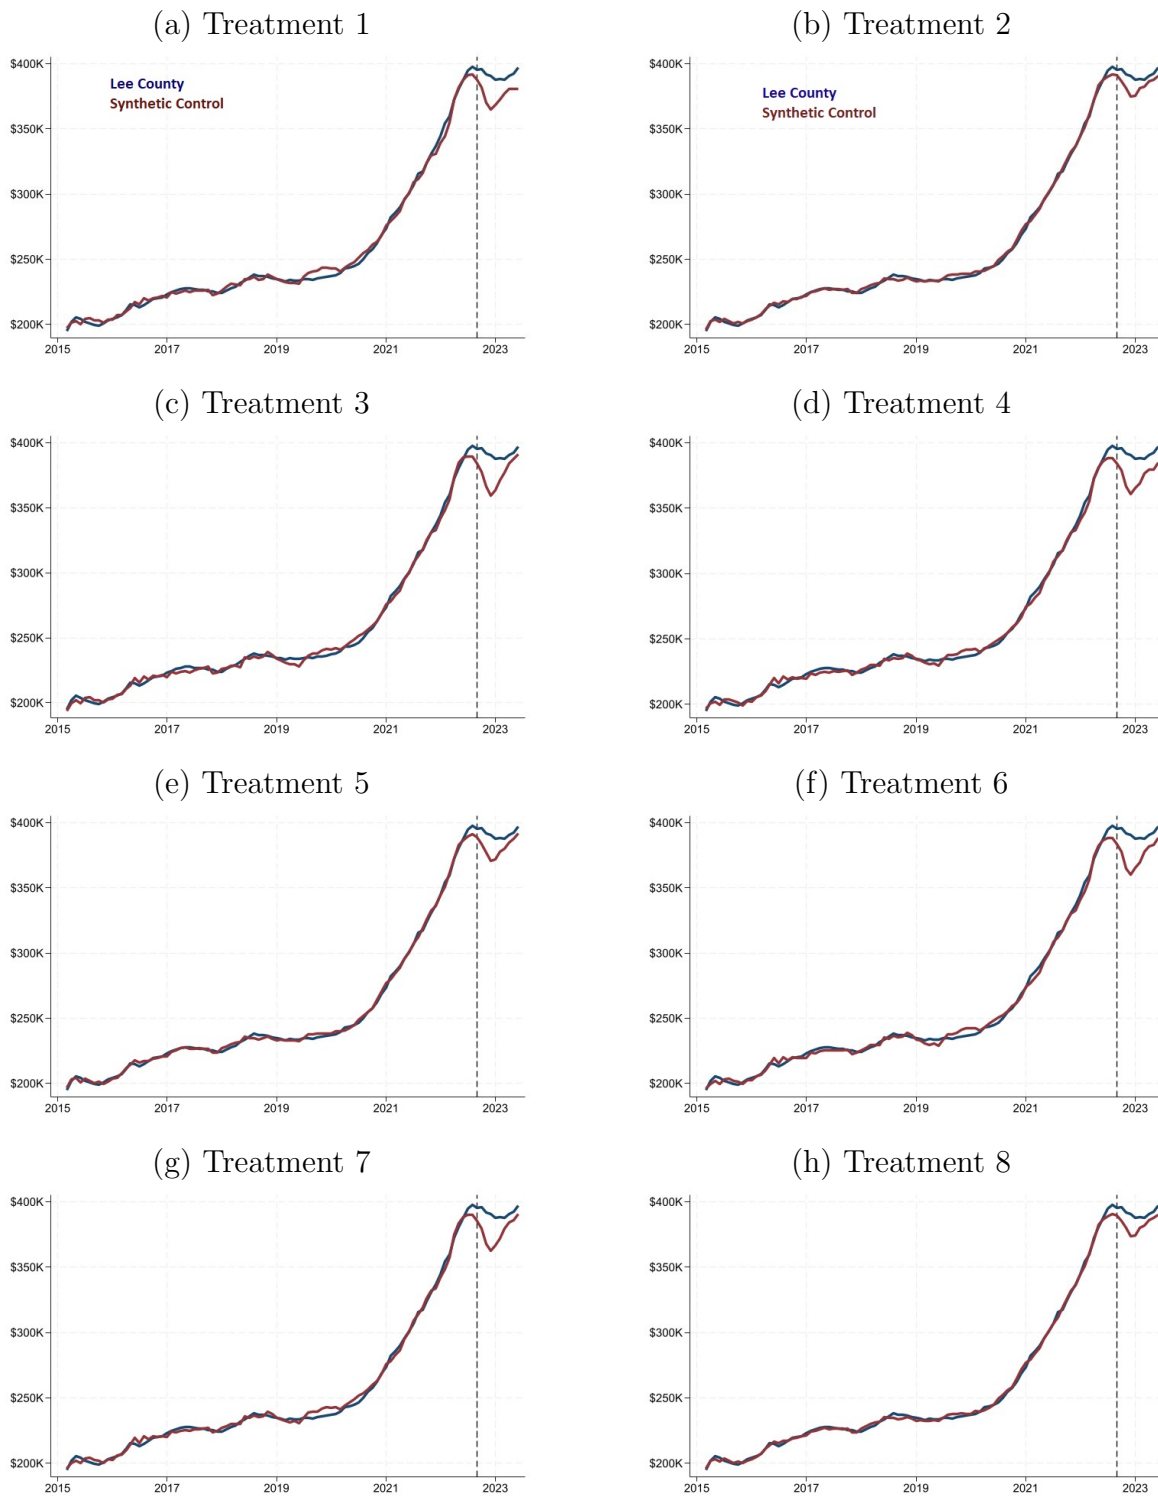 (a) Treatment 1
$400K
$350K
$300K
$250K
$200K
Lee County
Synthetic Control
2015 2017 2019 2021 2023
(b) Treatment 2
$400K
$350K
$300K
$250K
$200K
Lee County
Synthetic Control
2015 2017 2019 2021 2023
(c) Treatment 3
$400K
$350K
$300K
$250K
$200K
2015 2017 2019 2021 2023
(d) Treatment 4
$400K
$350K
$300K
$250K
$200K
2015 2017 2019 2021 2023
(e) Treatment 5
$400K
$350K
$300K
$250K
$200K
2015 2017 2019 2021 2023
(f) Treatment 6
$400K
$350K
$300K
$250K
$200K
2015 2017 2019 2021 2023
(g) Treatment 7
$400K
$350K
$300K
$250K
$200K
2015 2017 2019 2021 2023
(h) Treatment 8
$400K
$350K
$300K
$250K
$200K
2015 2017 2019 2021 2023